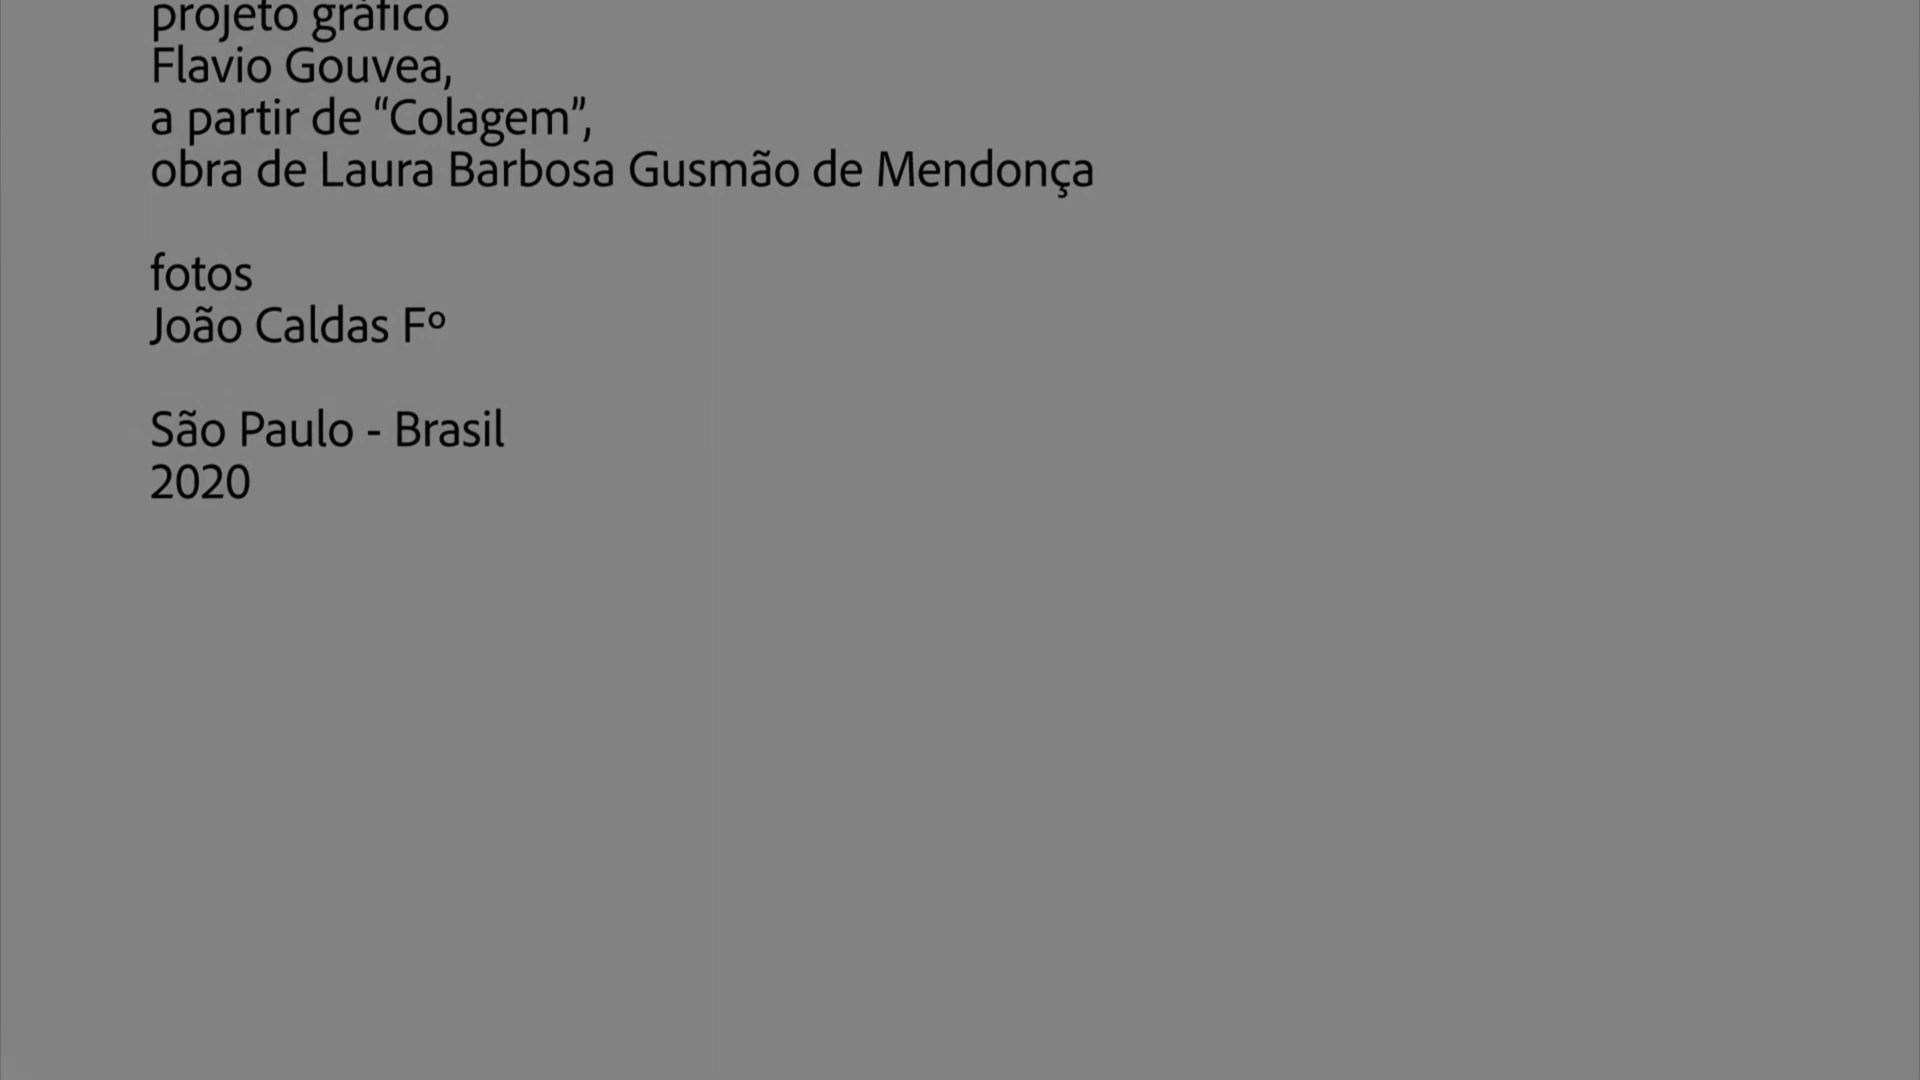 projeto gráfico
Flavio Gouvea,
a partir de “Colagem”,
obra de Laura Barbosa Gusmão de Mendonça
fotos
João Caldas Fº
São Paulo - Brasil
2020